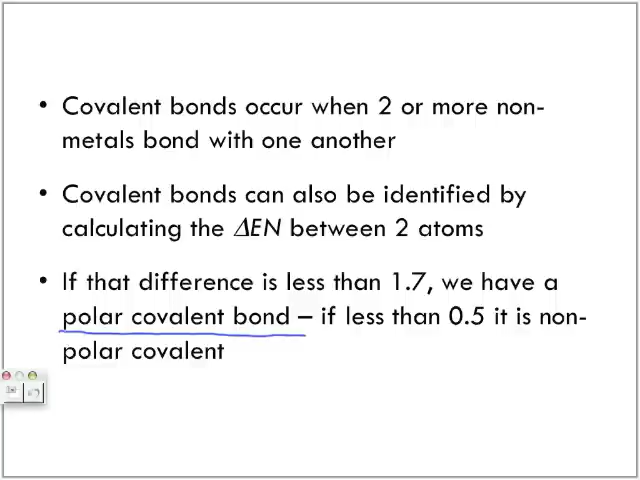 • Covalent bonds occur when 2 or more non-
metals bond with one another
• Covalent bonds can also be identified by
calculating the ΔEN between 2 atoms
• If that difference is less than 1.7, we have a
polar covalent bond – if less than 0.5 it is non-
polar covalent